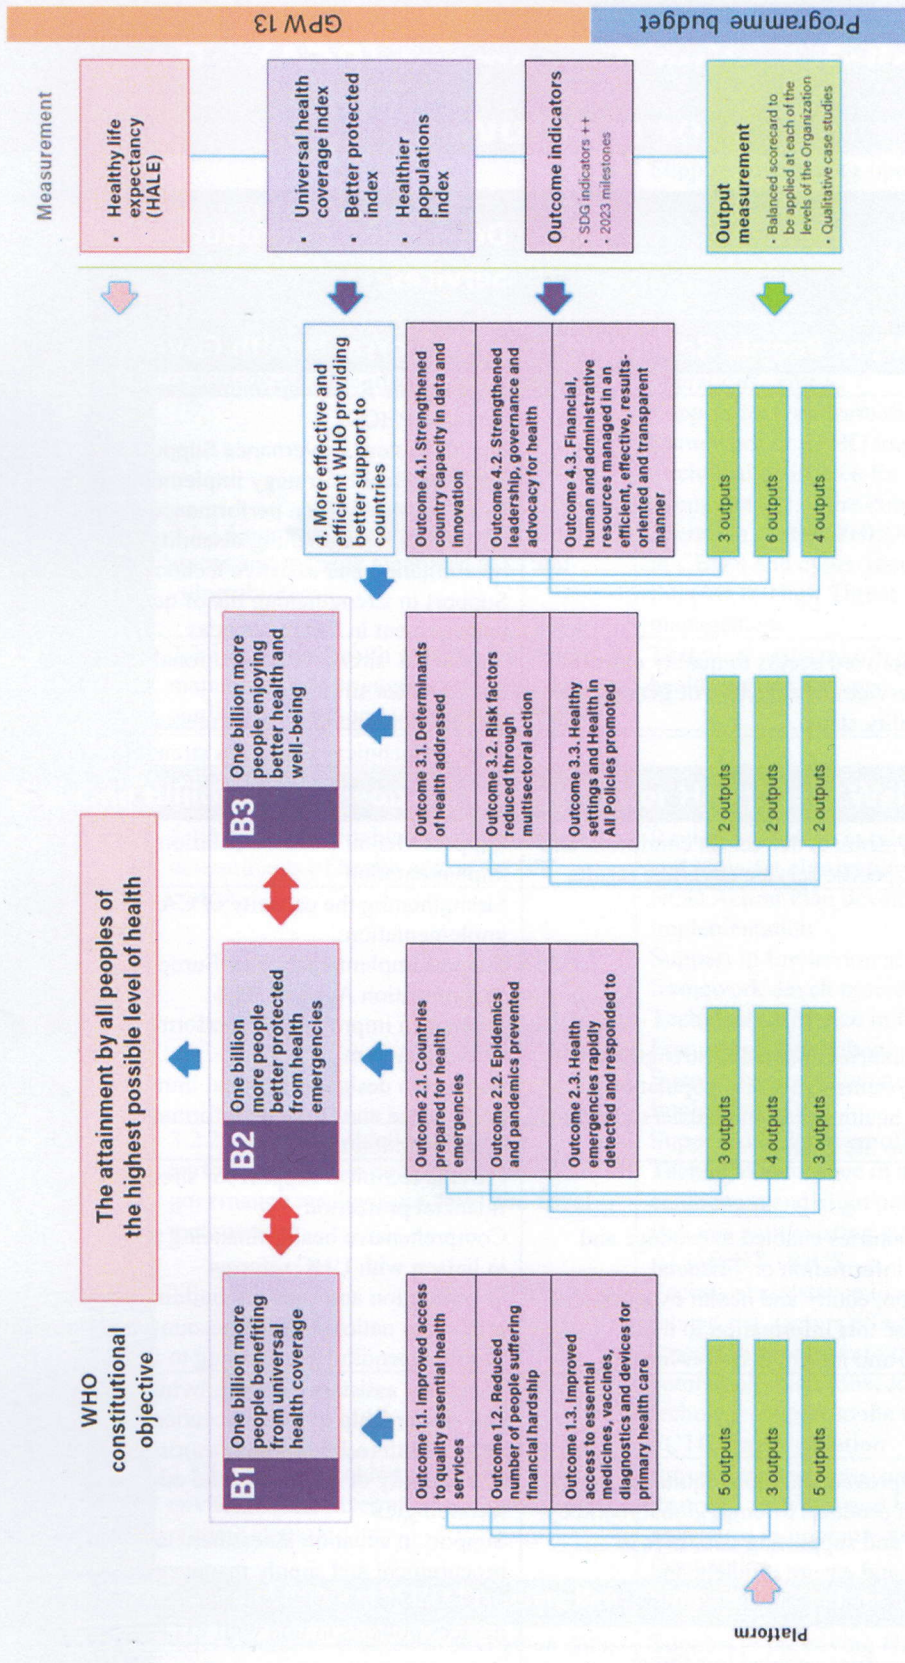 WHO
constitutional
objective
The attainment by all peoples of
the highest possible level of health
Measurement
• Healthy life
expectancy
(HALE)
GPW 13
B1
One billion more
people benefiting
from universal
health coverage
B2
One billion
more people
better protected
from health
emergencies
B3
One billion more
people enjoying
better health and
well-being
4. More effective and
efficient WHO providing
better support to
countries
• Universal health
coverage index
• Better protected
index
• Healthier
populations
index
Outcome 1.1. Improved access
to quality essential health
services
Outcome 1.2. Reduced
number of people suffering
financial hardship
Outcome 1.3. Improved
access to essential
medicines, vaccines,
diagnostics and devices for
primary health care
Outcome 2.1. Countries
prepared for health
emergencies
Outcome 2.2. Epidemics
and pandemics prevented
Outcome 2.3. Health
emergencies rapidly
detected and responded to
Outcome 3.1. Determinants
of health addressed
Outcome 3.2. Risk factors
reduced through
multisectoral action
Outcome 3.3. Healthy
settings and Health in
All Policies promoted
Outcome 4.1. Strengthened
country capacity in data and
innovation
Outcome 4.2. Strengthened
leadership, governance and
advocacy for health
Outcome 4.3. Financial,
human and administrative
resources managed in an
efficient, effective, results-
oriented and transparent
manner
Outcome indicators
• SDG indicators ++
• 2023 milestones
Programme budget
Platform
5 outputs
3 outputs
5 outputs
3 outputs
4 outputs
3 outputs
2 outputs
2 outputs
2 outputs
3 outputs
6 outputs
4 outputs
Output
measurement
• Balanced scorecard to
be applied at each of the
levels of the Organization
• Qualitative case studies